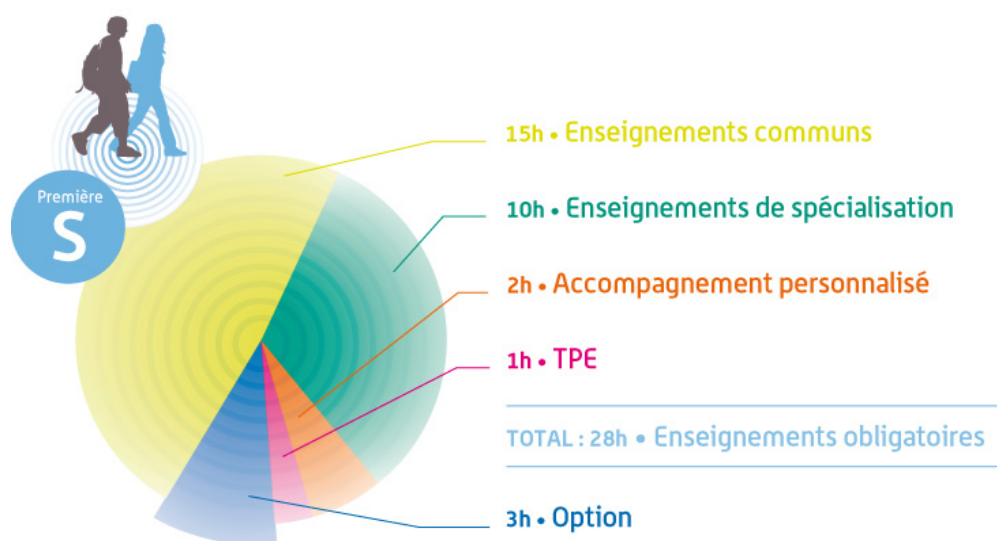 Première
S
15h • Enseignements communs
10h • Enseignements de spécialisation
2h • Accompagnement personnalisé
1h • TPE
TOTAL : 28h • Enseignements obligatoires
3h • Option